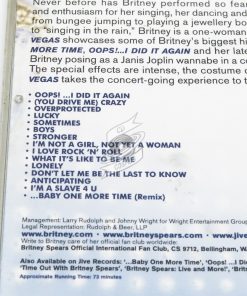 Never before has Britney performed so fear
and enthusiasm for singing, her dancing and
from bungee jumping to playing a jewellery bo
to "singing in the rain," Britney is a one-woman
VEGAS showcases some of Britney's biggest hi
MORE TIME, OOPS!...I DID IT AGAIN and her late
Britney posing as a Janis Joplin wannabe in a co
The special effects are intense, the costume c
VEGAS takes the concert-going experience to t
• OOPS! ... I DID IT AGAIN
• (YOU DRIVE ME) CRAZY
• OVERPROTECTED
• LUCKY
• SOMETIMES
• BOYS
• STRONGER
• I'M NOT A GIRL, NOT YET A WOMAN
• I LOVE ROCK 'N' ROLL
• WHAT IT'S LIKE TO BE ME
• LONELY
• DON'T LET ME BE THE LAST TO KNOW
• ANTICIPATING
• I'M A SLAVE 4 U
• ...BABY ONE MORE TIME (Remix)
Management: Larry Rudolph and Johnny Wright for Wright Entertainment Group
Legal Representation: Rudolph & Beer, LLP
www.britney.com • www.britneyspears.com • www.jive
Write to Britney care of her official fan club worldwide:
Britney Spears Official International Fan Club, CS 9712, Bellingham, WA
Also Available on Jive Records: '...Baby One More Time', 'Oops! ...I Did
'Time Out With Britney Spears', 'Britney Spears: Live and More!', 'Britney
Approximate Running Time: 73 minutes